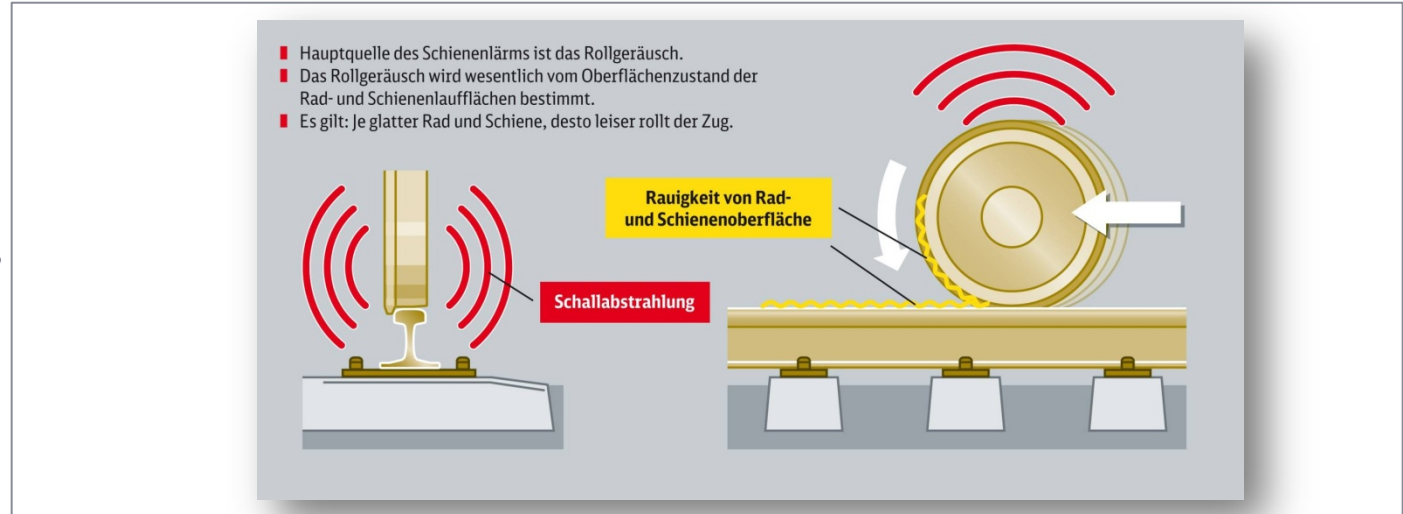 Hauptquelle des Schienenlärms ist das Rollgeräusch.
Das Rollgeräusch wird wesentlich vom Oberflächenzustand der
Rad- und Schienenlaufflächen bestimmt.
Es gilt: Je glatter Rad und Schiene, desto leiser rollt der Zug.
Rauigkeit von Rad-
und Schienenoberfläche
Schallabstrahlung